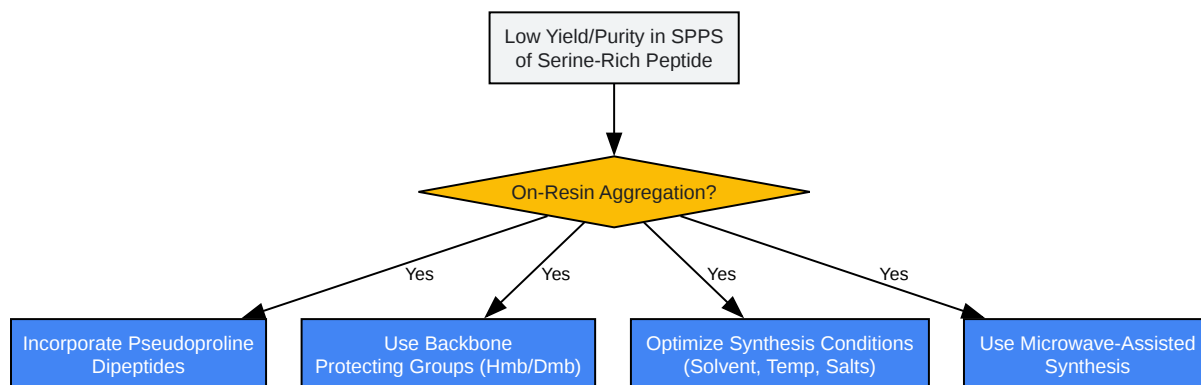 Low Yield/Purity in SPPS
of Serine-Rich Peptide
On-Resin Aggregation?
Yes
Yes
Yes
Yes
Incorporate Pseudoproline
Dipeptides
Use Backbone
Protecting Groups (Hmb/Dmb)
Optimize Synthesis Conditions
(Solvent, Temp, Salts)
Use Microwave-Assisted
Synthesis